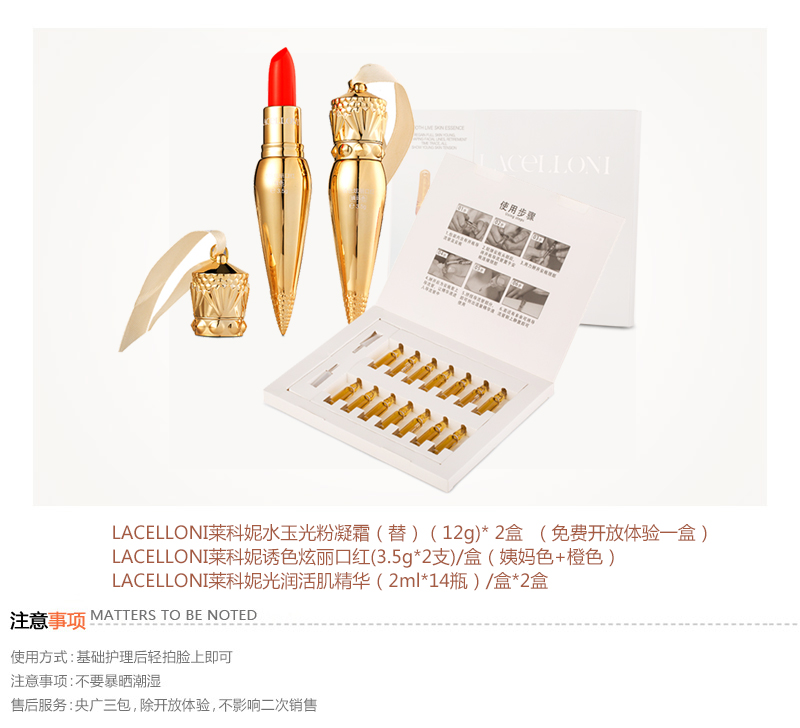 LACELLONI
使用步骤
LACELLONI莱科妮水玉光粉凝霜（替）（12g)* 2盒 （免费开放体验一盒）
LACELLONI莱科妮诱色炫丽口红(3.5g*2支)/盒（姨妈色+橙色）
LACELLONI莱科妮光润活肌精华（2ml*14瓶）/盒*2盒
注意事项 MATTERS TO BE NOTED
使用方式：基础护理后轻拍脸上即可
注意事项：不要暴晒潮湿
售后服务：央广三包，除开放体验，不影响二次销售